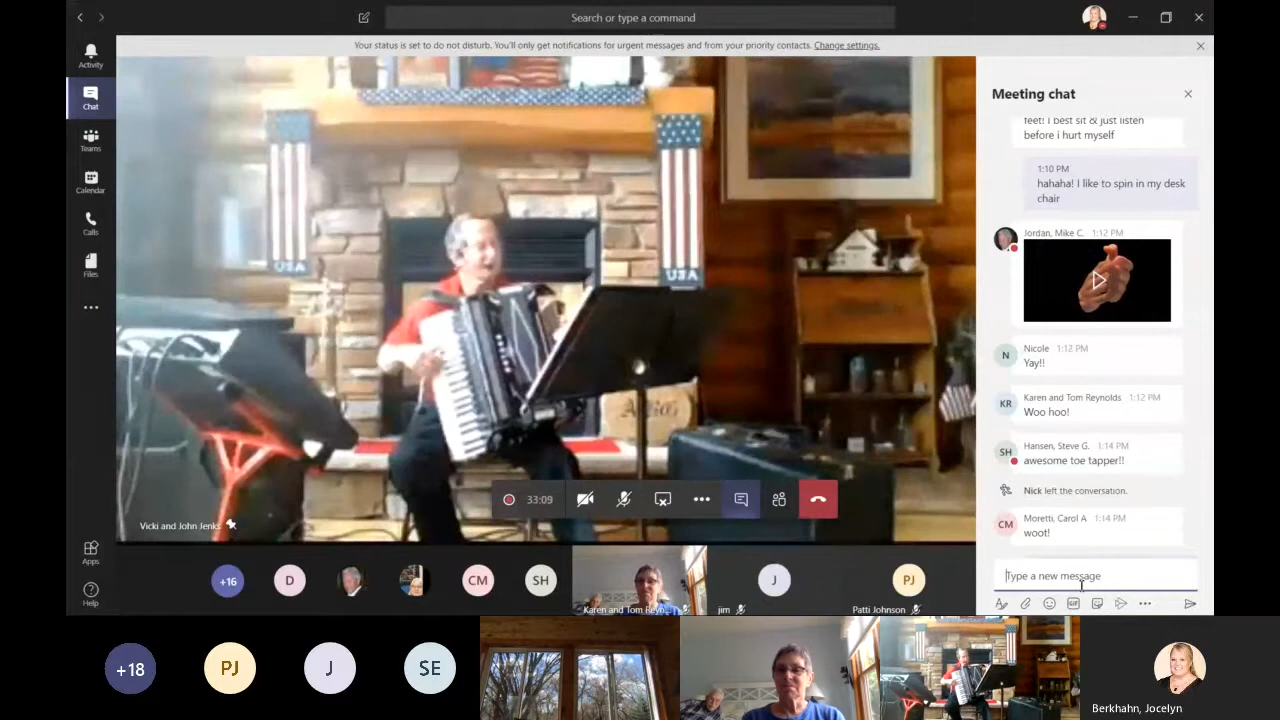 Search or type a command
Your status is set to do not disturb. You'll only get notifications for urgent messages and from your priority contacts. Change settings.
Activity
Chat
Teams
Calendar
Calls
Files
Apps
Help
USA
USA
Vicki and John Jenks
33:09
Meeting chat
feet! I best sit & just listen
before i hurt myself
1:10 PM
hahaha! I like to spin in my desk
chair
Jordan, Mike C. 1:12 PM
N
Nicole 1:12 PM
Yay!!
KR
Karen and Tom Reynolds 1:12 PM
Woo hoo!
SH
Hansen, Steve G. 1:14 PM
awesome toe tapper!!
Nick left the conversation.
CM
Moretti, Carol A 1:14 PM
woot!
Type a new message
GIF
+16
D
CM
SH
Karen and Tom Reyn...
J
jim
PJ
Patti Johnson
+18
PJ
J
SE
Berkhahn, Jocelyn